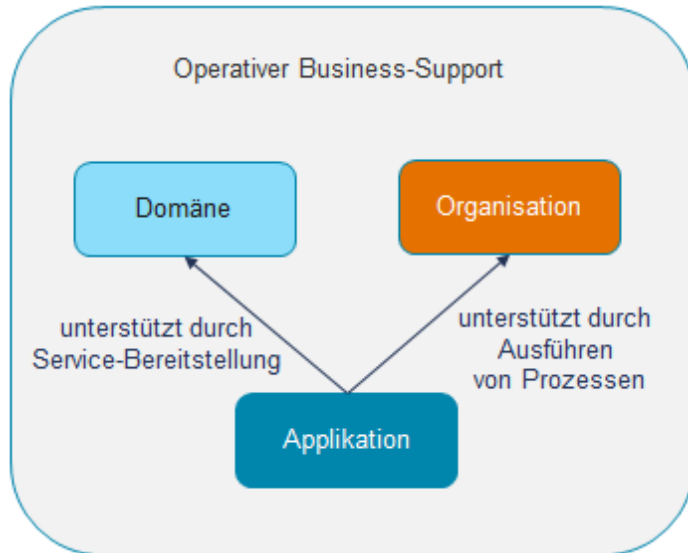 Operativer Business-Support
Domäne
Organisation
unterstützt durch
Service-Bereitstellung
unterstützt durch
Ausführen
von Prozessen
Applikation